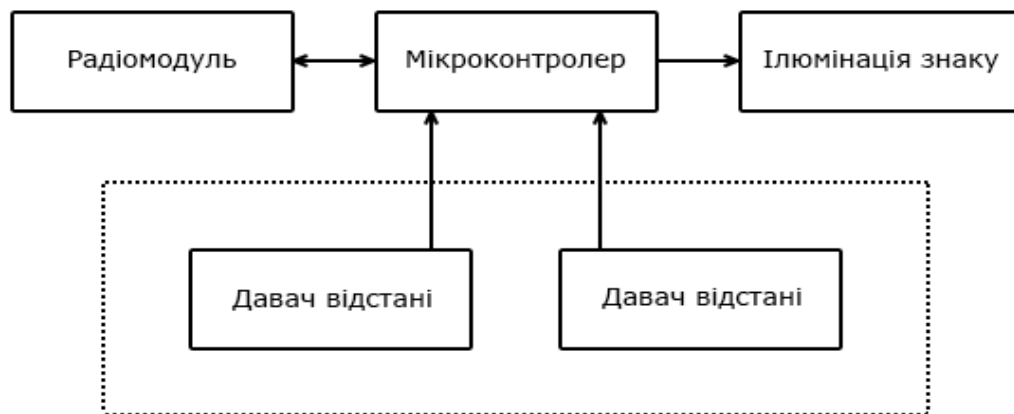 Радіомодуль
Мікроконтролер
Ілюмінація знаку
Давач відстані
Давач відстані